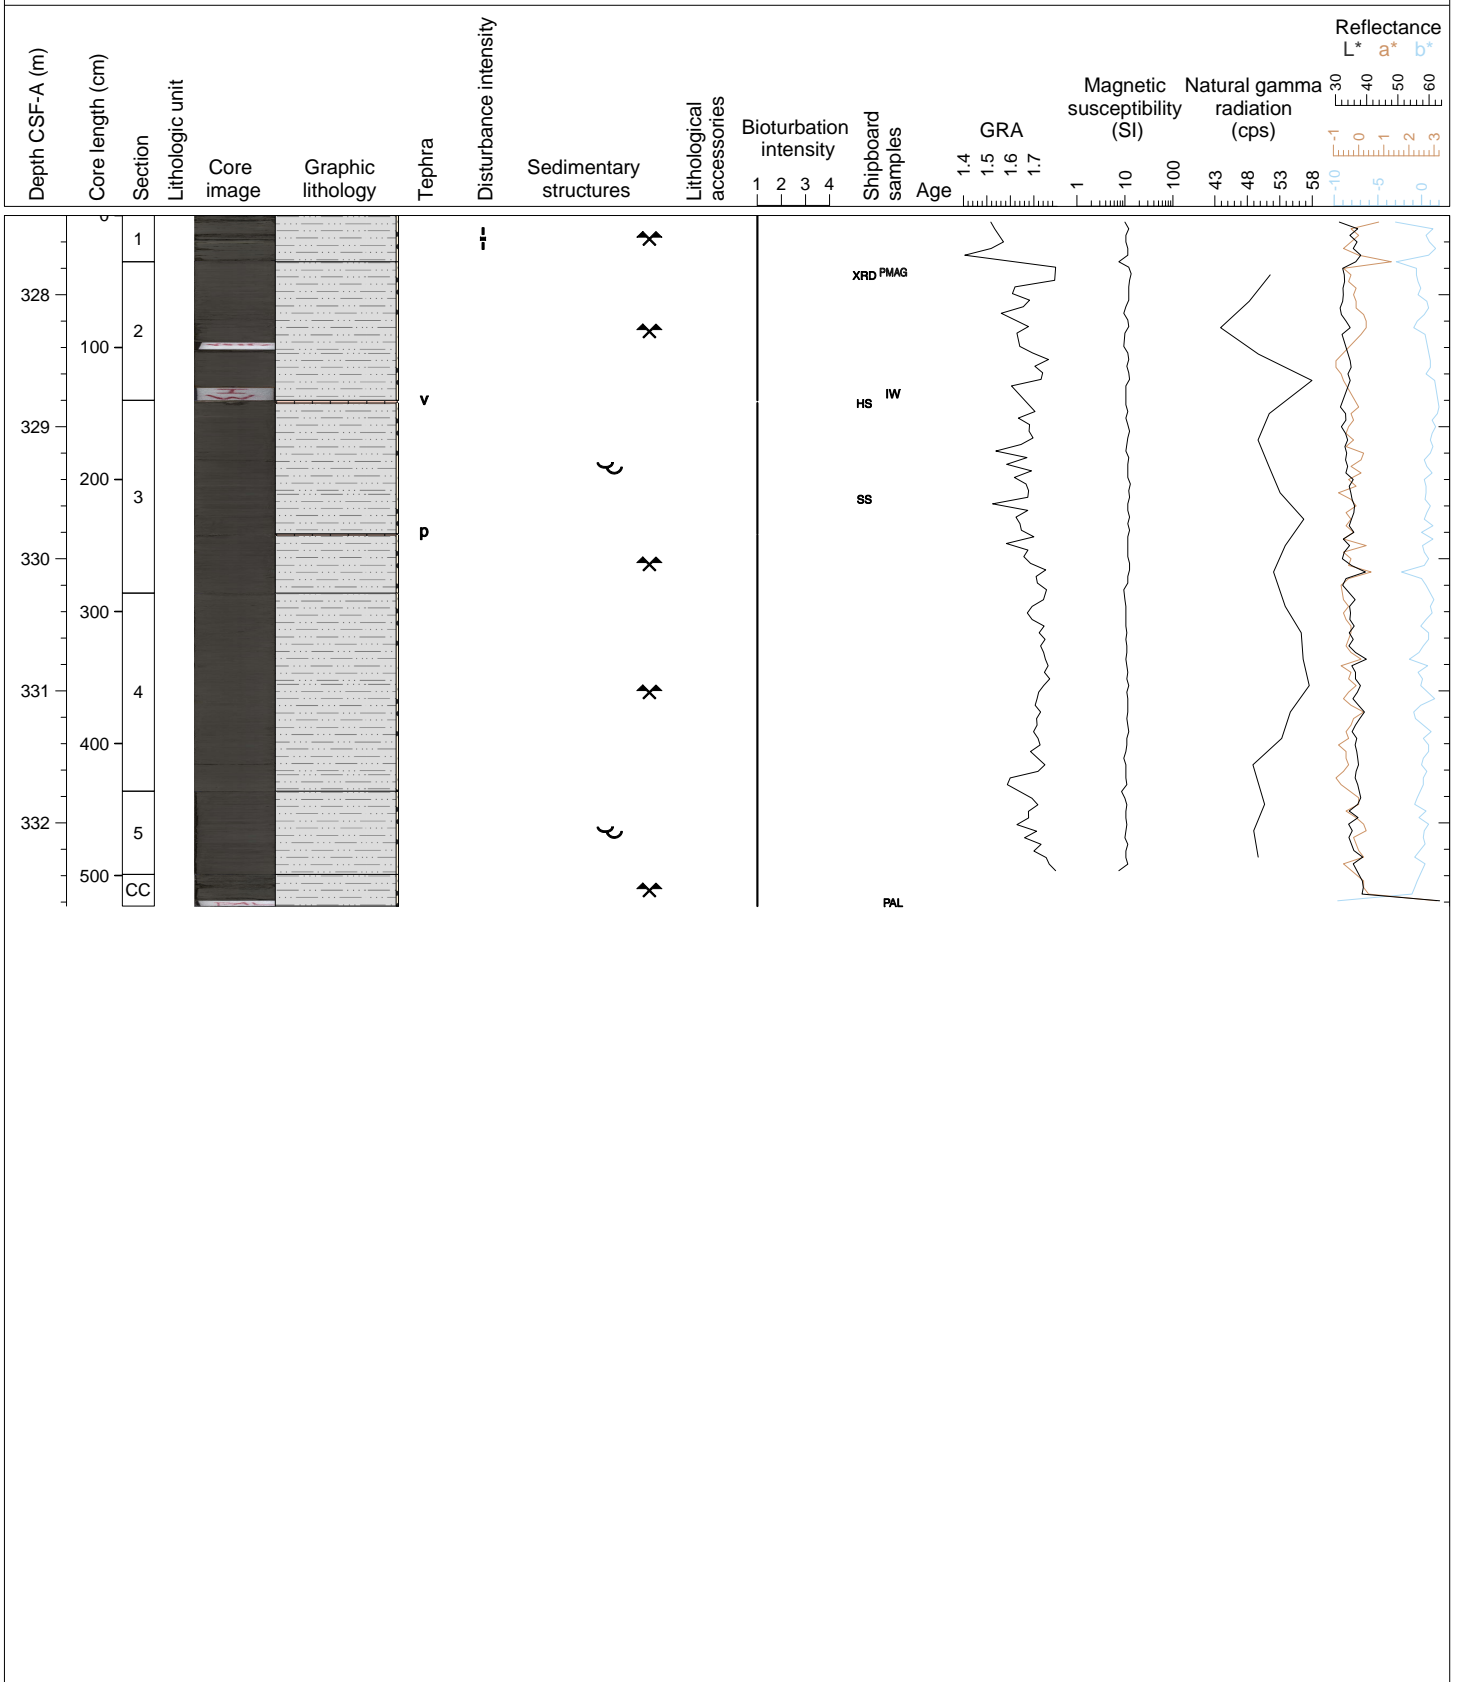 Depth CSF-A (m)
Core length (cm)
Section
Lithologic unit
Core
image
Graphic
lithology
Tephra
Disturbance intensity
Sedimentary
structures
Lithological
accessories
Bioturbation
intensity
1 2 3 4
Shipboard
samples
Age
GRA
1.4 1.5 1.6 1.7
Magnetic
susceptibility
(SI)
1 10 100
Natural gamma
radiation
(cps)
43 48 53 58
Reflectance
L* a* b*
30 40 50 60
-1 0 1 2 3
-10 -5 0
0
1
XRD PMAG
328
2
100
IW
v
HS
329
200
3
SS
p
330
300
4
331
400
332
5
500
CC
PAL